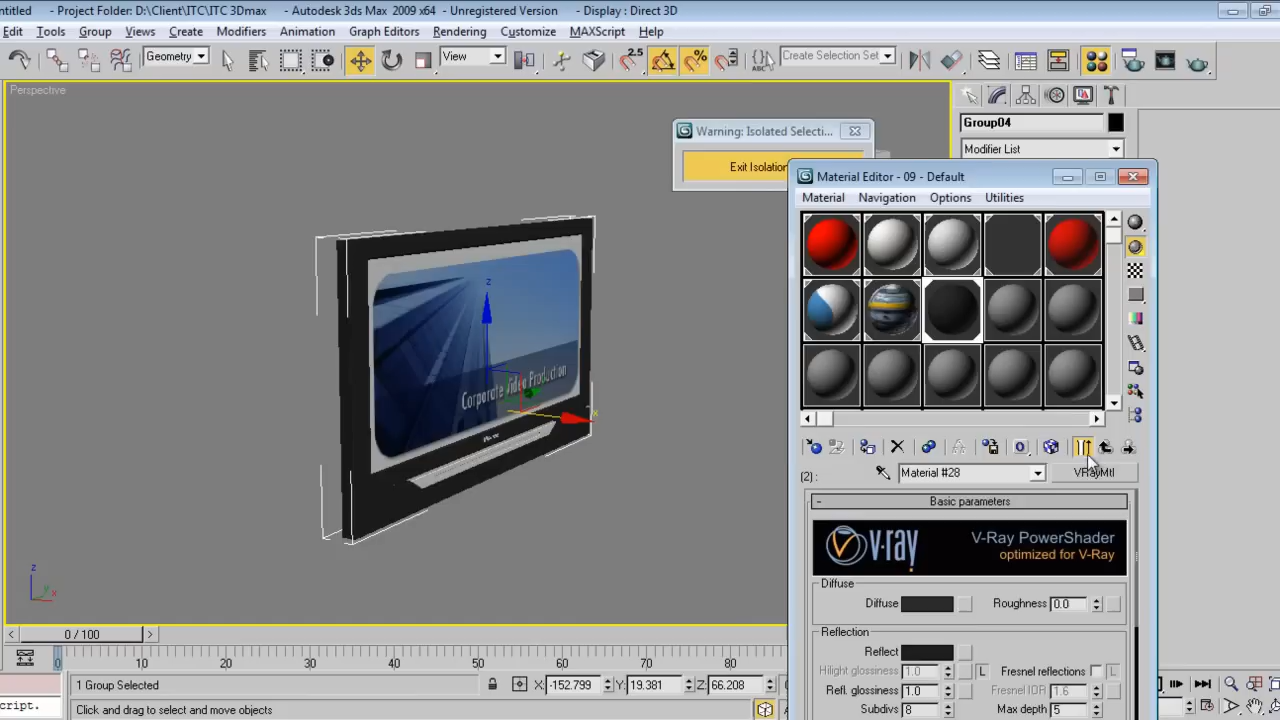 ntitled - Project Folder: D:\Client\ITC\ITC 3Dmax - Autodesk 3ds Max 2009 x64 - Unregistered Version - Display : Direct 3D
Edit Tools Group Views Create Modifiers Animation Graph Editors Rendering Customize MAXScript Help
Geometry View 2.5 ABC Create Selection Set
Perspective
Group04
Modifier List
Warning: Isolated Selecti...
Exit Isolation
Material Editor - 09 - Default
Material Navigation Options Utilities
Corporate Video Production
z
x
(2) : Material #28 VRayMtl
- Basic parameters
v·ray V-Ray PowerShader
optimized for V-Ray
Diffuse
Diffuse Roughness 0.0
Reflection
Reflect
Hilight glossiness 1.0 L Fresnel reflections L
Refl. glossiness 1.0 Fresnel IOR 1.6
Subdivs 8 Max depth 5
z
y
x
< 0 / 100 >
0 10 20 30 40 50 60 70 80
1 Group Selected X: -152.799 Y: 19.381 Z: 66.208
script. Click and drag to select and move objects